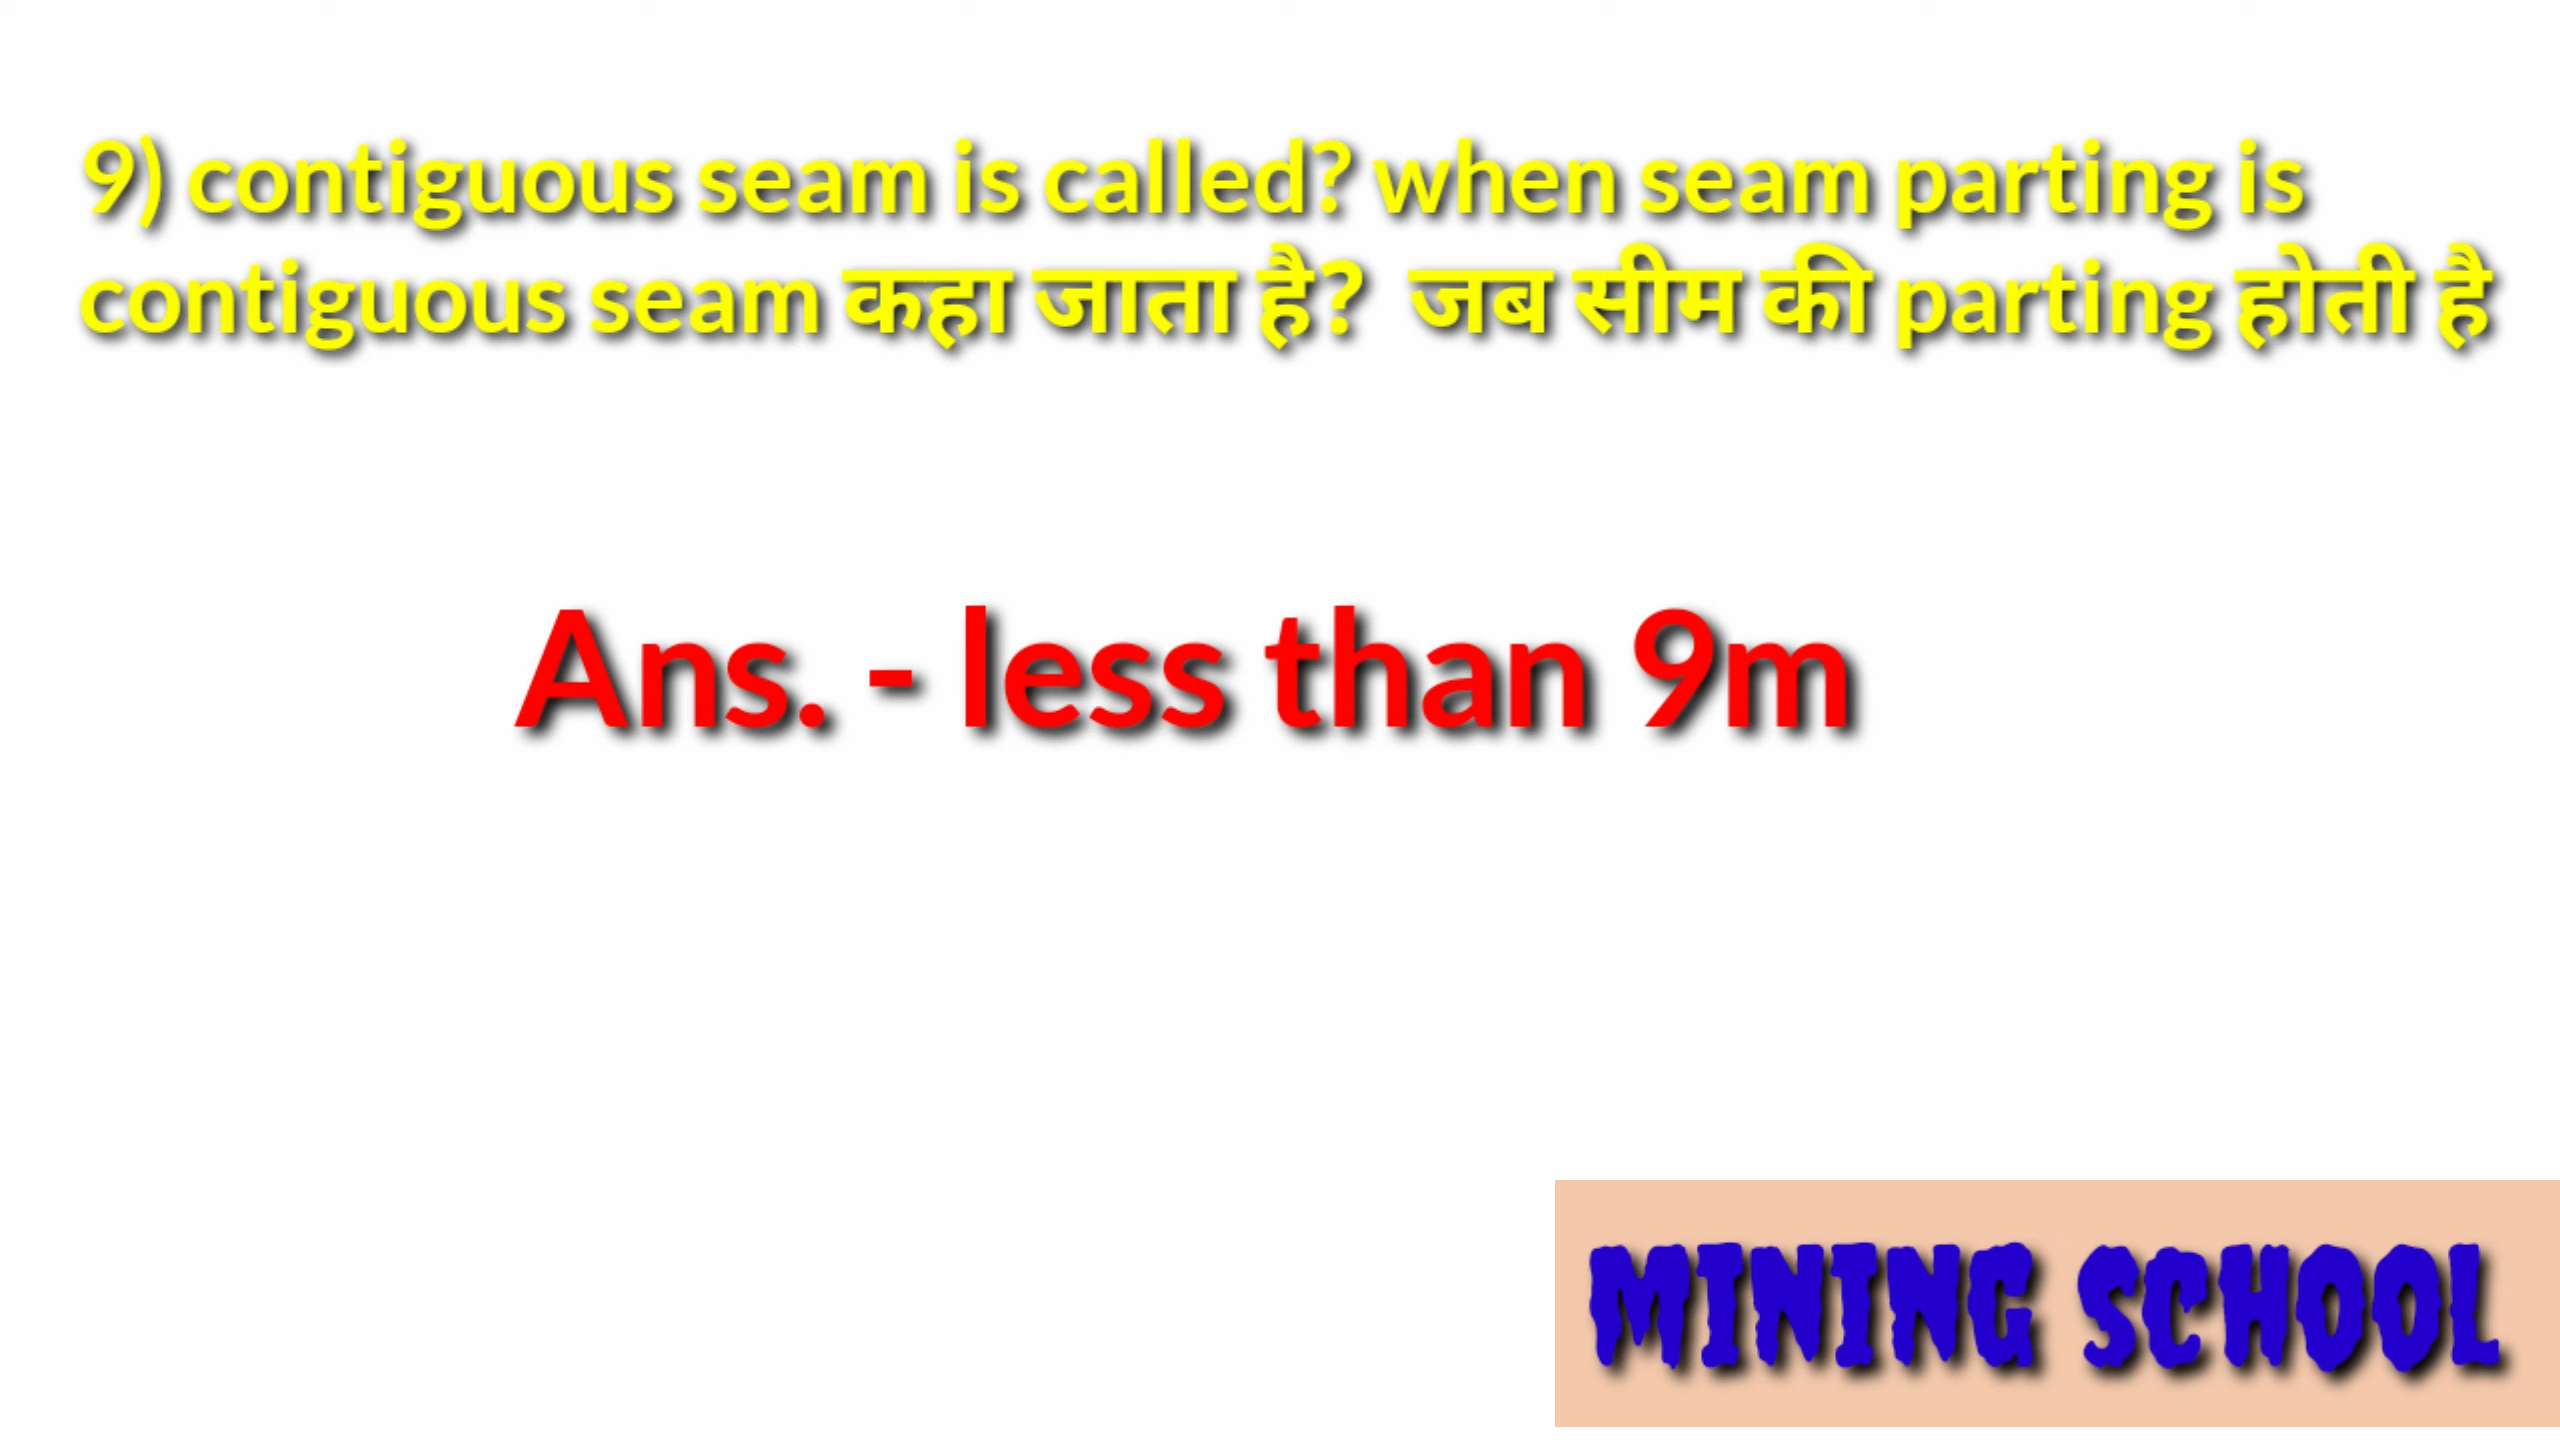 9) contiguous seam is called? when seam parting is
contiguous seam कहा जाता है? जब सीम की parting होती है
Ans. - less than 9m
MINING SCHOOL